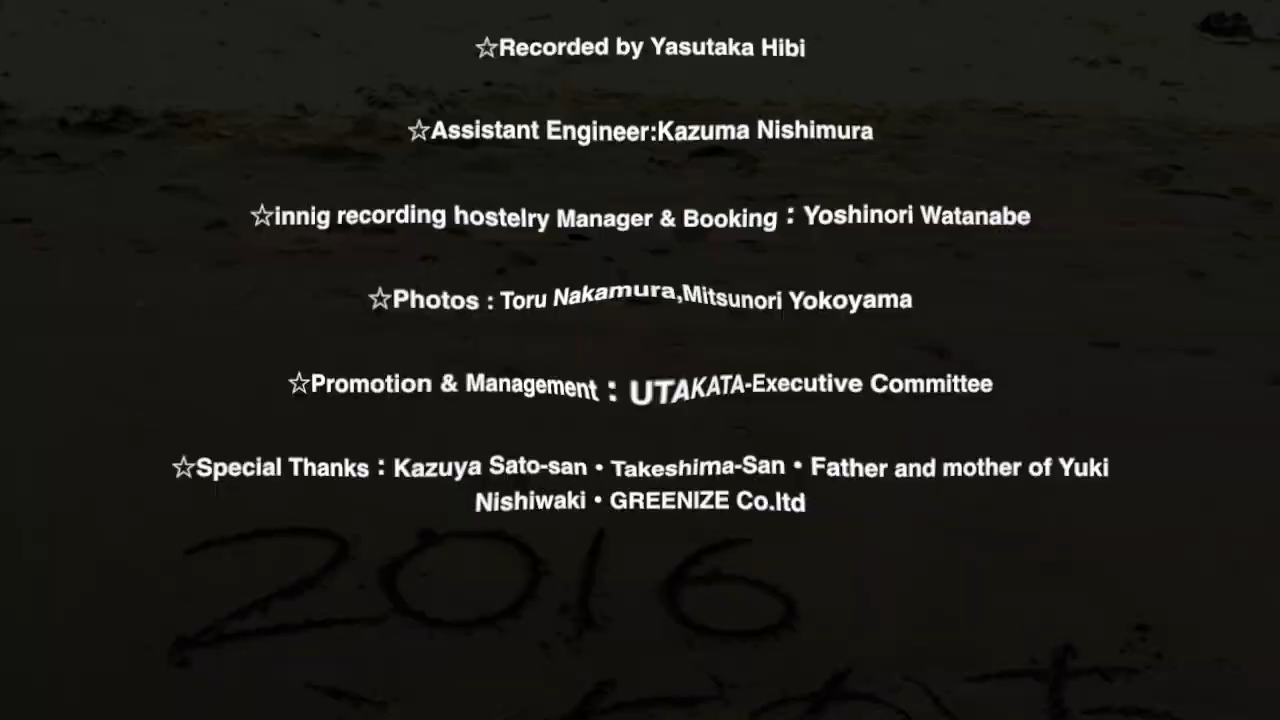 ☆Recorded by Yasutaka Hibi
☆Assistant Engineer:Kazuma Nishimura
☆innig recording hostelry Manager & Booking：Yoshinori Watanabe
☆Photos : Toru Nakamura,Mitsunori Yokoyama
☆Promotion & Management：UTAKATA-Executive Committee
☆Special Thanks：Kazuya Sato-san・Takeshima-San・Father and mother of Yuki
Nishiwaki・GREENIZE Co.ltd
2016